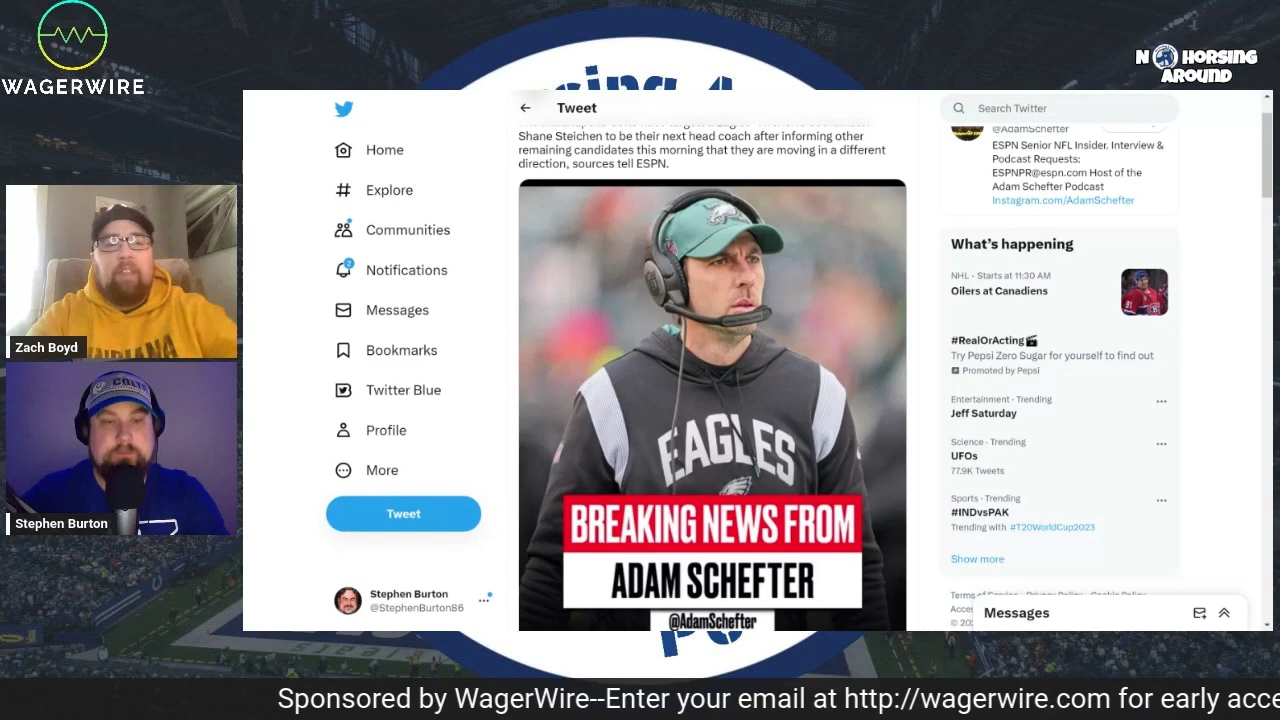 WAGERWIRE
N HORSING
AROUND
Zach Boyd
Stephen Burton
COLTS
Home
Explore
Communities
2
Notifications
Messages
Bookmarks
Twitter Blue
Profile
More
Tweet
Stephen Burton
@StephenBurton86
Tweet
Shane Steichen to be their next head coach after informing other
remaining candidates this morning that they are moving in a different
direction, sources tell ESPN.
EAGLES
BREAKING NEWS FROM
ADAM SCHEFTER
@AdamSchefter
Search Twitter
@AdamSchefter
ESPN Senior NFL Insider. Interview &
Podcast Requests:
ESPNPR@espn.com Host of the
Adam Schefter Podcast
Instagram.com/AdamSchefter
What's happening
NHL · Starts at 11:30 AM
Oilers at Canadiens
#RealOrActing
Try Pepsi Zero Sugar for yourself to find out
Promoted by Pepsi
Entertainment · Trending
Jeff Saturday
Science · Trending
UFOs
77.9K Tweets
Sports · Trending
#INDvsPAK
Trending with #T20WorldCup2023
Show more
Messages
Sponsored by WagerWire--Enter your email at http://wagerwire.com for early acce